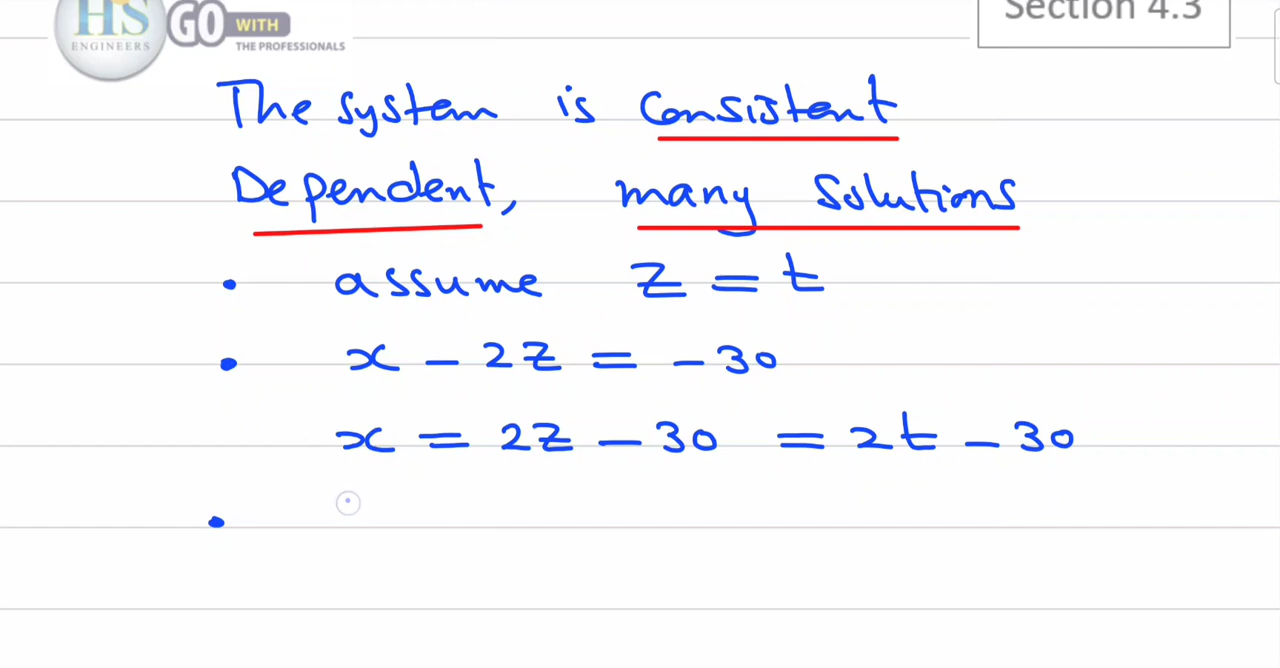 HS
ENGINEERS
GO WITH
THE PROFESSIONALS
Section 4.3
The system is Consistent
Dependent, many Solutions
• assume z = t
• x - 2z = -30
x = 2z - 30 = 2t - 30
•